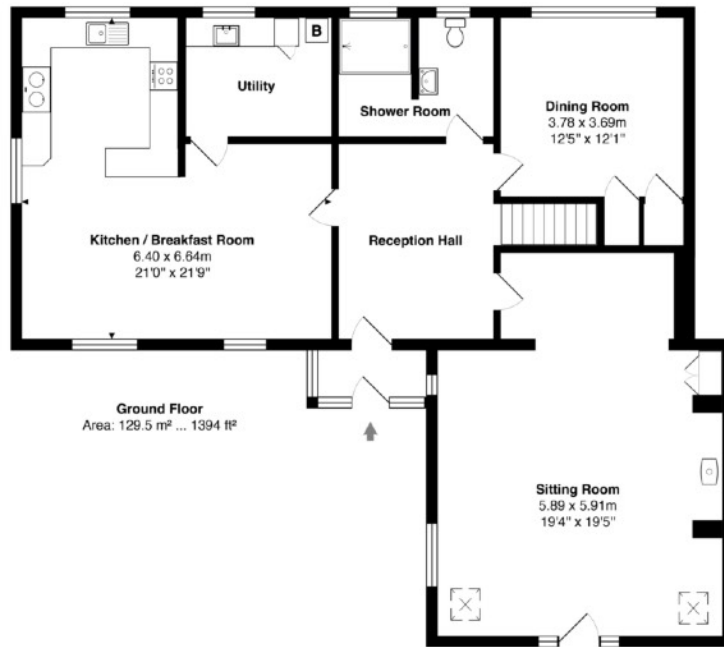 B
Utility
Shower Room
Dining Room
3.78 x 3.69m
12'5" x 12'1"
Kitchen / Breakfast Room
6.40 x 6.64m
21'0" x 21'9"
Reception Hall
Ground Floor
Area: 129.5 m² ... 1394 ft²
Sitting Room
5.89 x 5.91m
19'4" x 19'5"